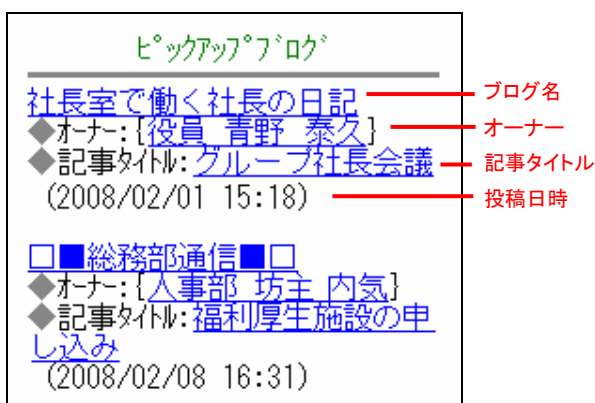 ﾋﾟｯｸｱｯﾌﾟﾌﾞﾛｸﾞ
社長室で働く社長の日記
◆ｵｰﾅｰ:{役員 青野 泰久}
◆記事ﾀｲﾄﾙ:グループ社長会議
(2008/02/01 15:18)
□■総務部通信■□
◆ｵｰﾅｰ:{人事部 坊主 内気}
◆記事ﾀｲﾄﾙ:福利厚生施設の申
し込み
(2008/02/08 16:31)
ブログ名
オーナー
記事タイトル
投稿日時